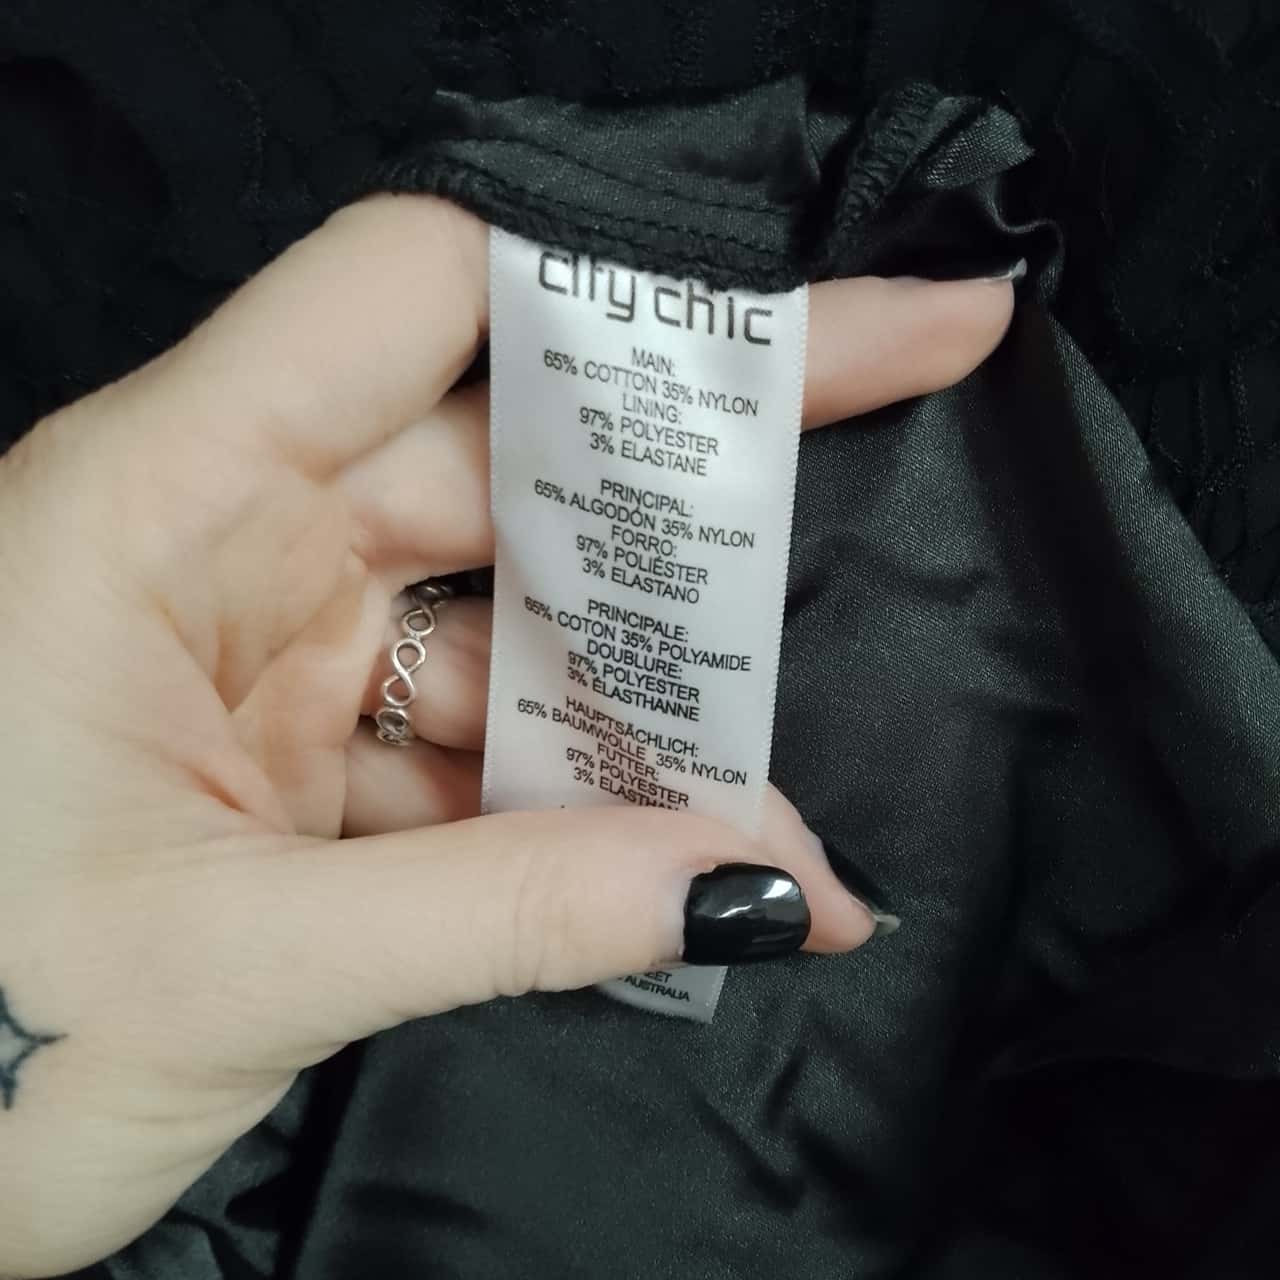 city chic
MAIN:
65% COTTON 35% NYLON
LINING:
97% POLYESTER
3% ELASTANE
PRINCIPAL:
65% ALGODÓN 35% NYLON
FORRO:
97% POLIÉSTER
3% ELASTANO
PRINCIPALE:
65% COTON 35% POLYAMIDE
DOUBLURE:
97% POLYESTER
3% ÉLASTHANNE
HAUPTSÄCHLICH:
65% BAUMWOLLE 35% NYLON
FUTTER:
97% POLYESTER
3%
AUSTRALIA